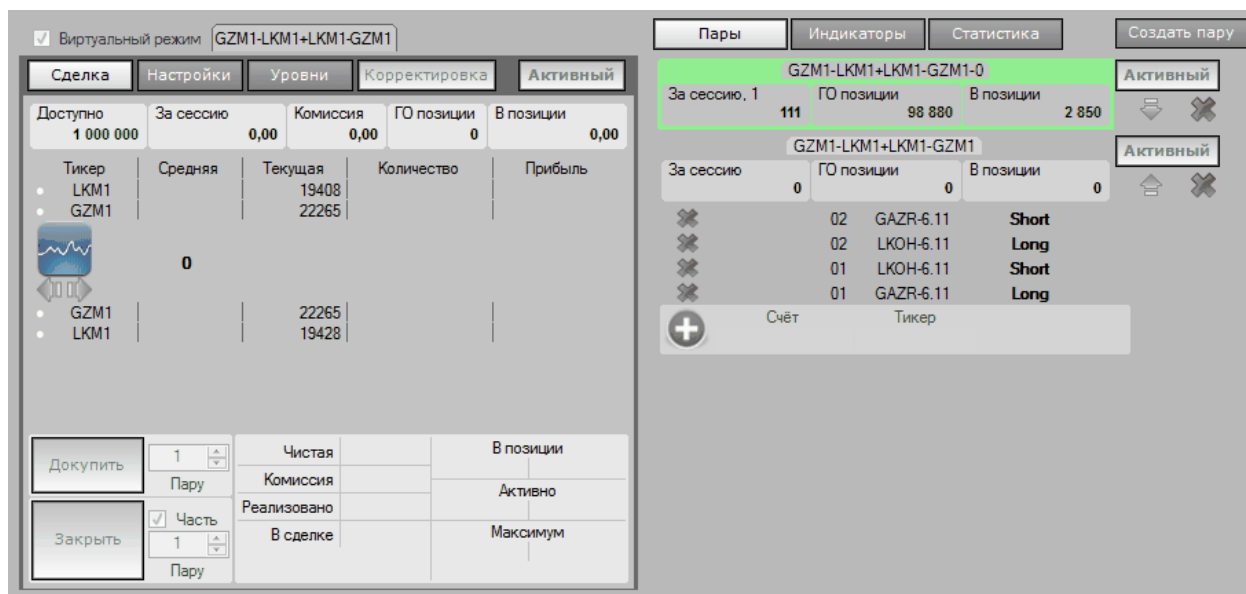 Виртуальный режим GZM1-LKM1+LKM1-GZM1
Сделка Настройки Уровни Корректировка Активный
Доступно За сессию Комиссия ГО позиции В позиции
1 000 000 0,00 0,00 0 0,00
Тикер Средняя Текущая Количество Прибыль
LKM1 19408
GZM1 22265
0
GZM1 22265
LKM1 19428
Докупить 1 Пару
Закрыть Часть 1 Пару
Чистая
Комиссия
Реализовано
В сделке
В позиции
Активно
Максимум
Пары Индикаторы Статистика Создать пару
GZM1-LKM1+LKM1-GZM1-0 Активный
За сессию, 1 ГО позиции В позиции
111 98 880 2 850
GZM1-LKM1+LKM1-GZM1 Активный
За сессию ГО позиции В позиции
0 0 0
02 GAZR-6.11 Short
02 LKOH-6.11 Long
01 LKOH-6.11 Short
01 GAZR-6.11 Long
Счёт Тикер